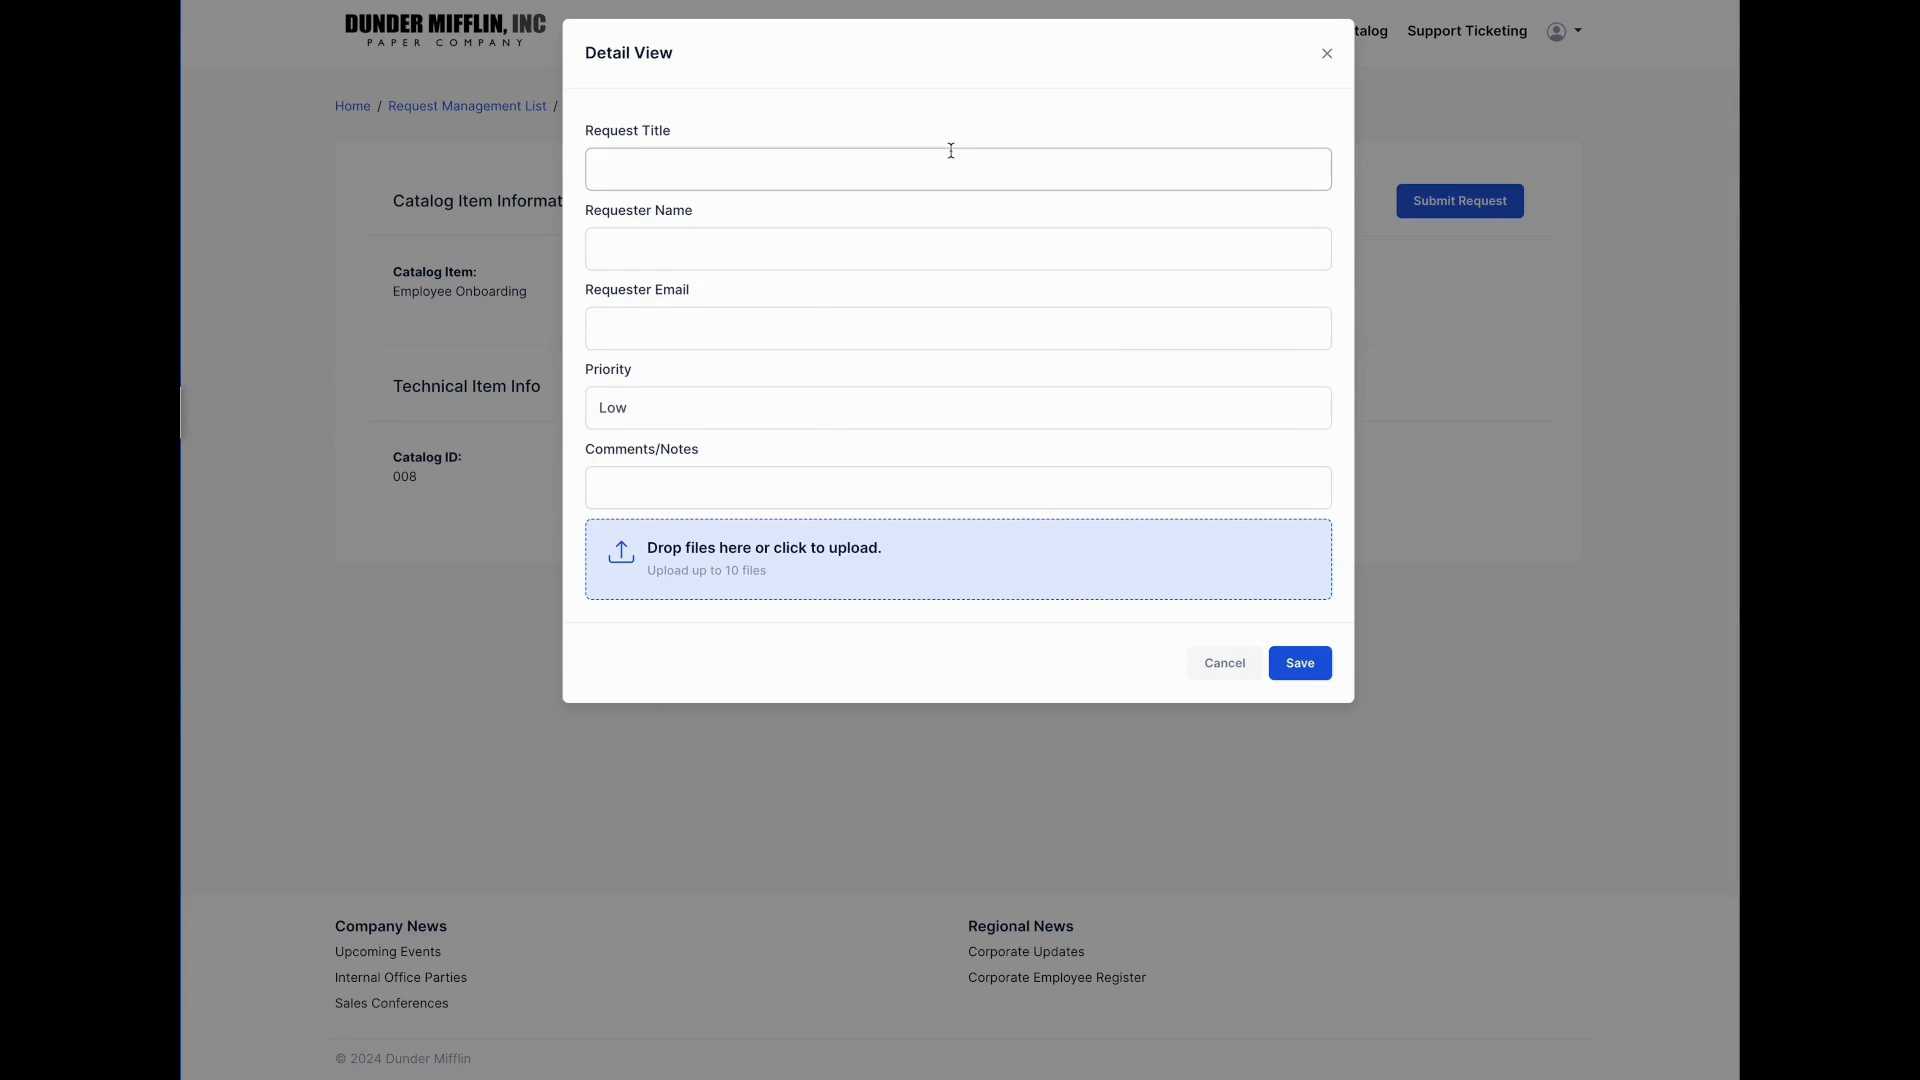 DUNDER MIFFLIN, INC
PAPER COMPANY
talog
Support Ticketing
Detail View
Home / Request Management List /
Request Title
Catalog Item Informat
Submit Request
Requester Name
Catalog Item:
Employee Onboarding
Requester Email
Priority
Technical Item Info
Low
Comments/Notes
Catalog ID:
008
Drop files here or click to upload.
Upload up to 10 files
Cancel
Save
Company News
Upcoming Events
Internal Office Parties
Sales Conferences
Regional News
Corporate Updates
Corporate Employee Register
© 2024 Dunder Mifflin